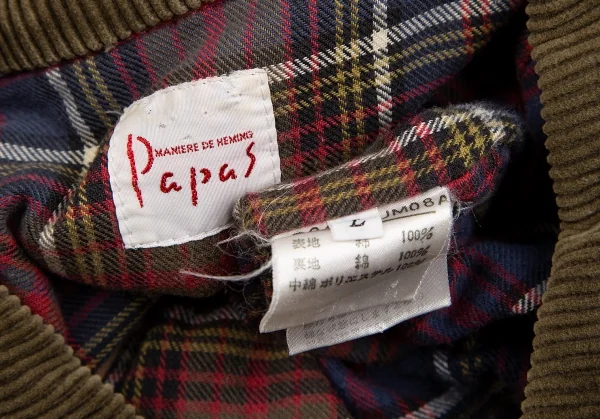 MANIERE DE HEMING
Papas
L
表地 綿 100%
裏地 綿 100%
中綿 ポリエステル 100%